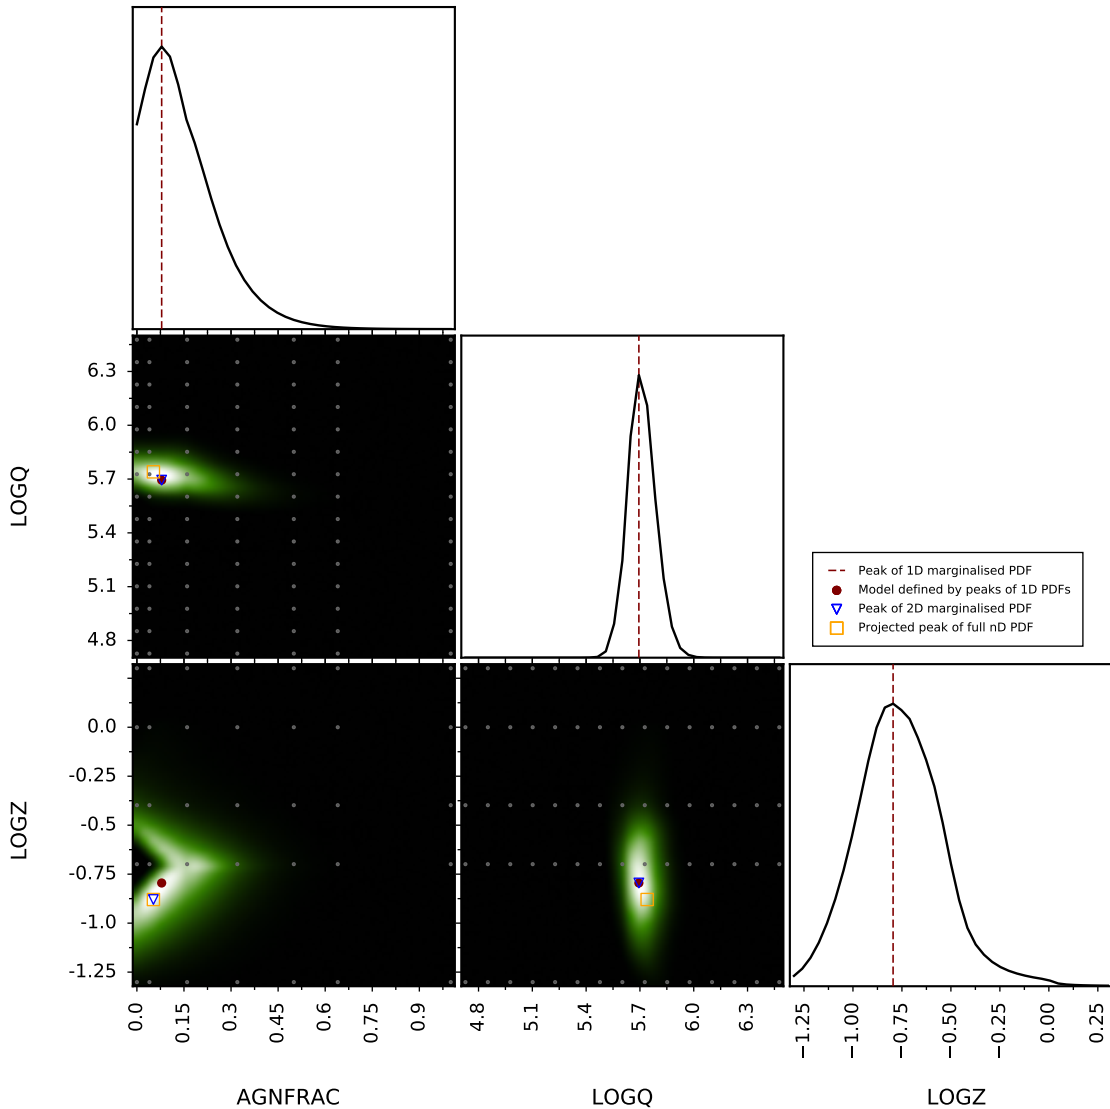 6.3
6.0
5.7
5.4
5.1
4.8
LOGQ
Peak of 1D marginalised PDF
Model defined by peaks of 1D PDFs
Peak of 2D marginalised PDF
Projected peak of full nD PDF
0.0
-0.25
-0.5
-0.75
-1.0
-1.25
LOGZ
0.0 0.15 0.3 0.45 0.6 0.75 0.9
4.8 5.1 5.4 5.7 6.0 6.3
−1.25 −1.00 −0.75 −0.50 −0.25 0.00 0.25
AGNFRAC LOGQ LOGZ